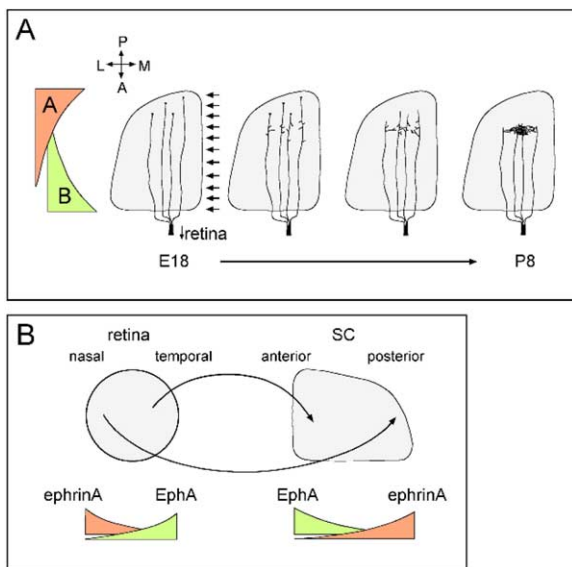 A
P
L M
A
A
B
retina
E18 P8
B
retina SC
nasal temporal anterior posterior
ephrinA EphA EphA ephrinA